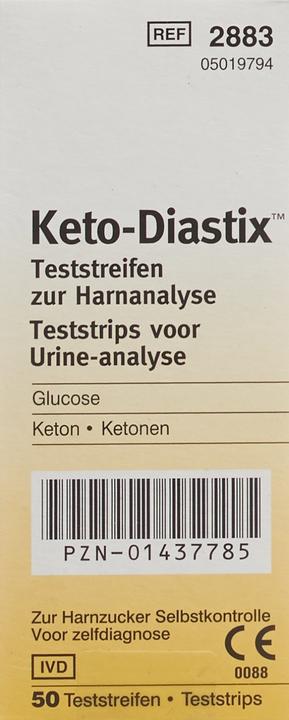 REF 2883
05019794
Keto-Diastix™
Teststreifen
zur Harnanalyse
Teststrips voor
Urine-analyse
Glucose
Keton • Ketonen
PZN-01437785
Zur Harnzucker Selbstkontrolle
Voor zelfdiagnose
CE
IVD 0088
50 Teststreifen • Teststrips